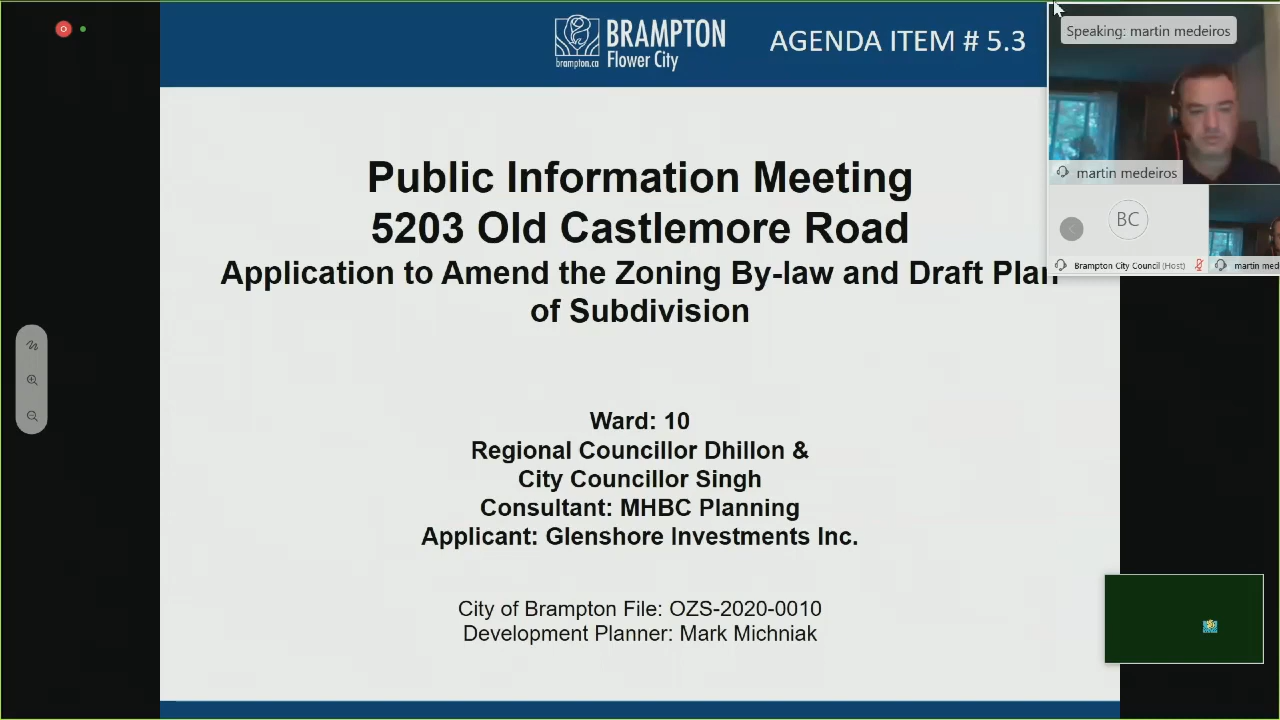 BRAMPTON
brampton.ca
Flower City
AGENDA ITEM # 5.3
Speaking: martin medeiros
martin medeiros
BC
Brampton City Council (Host)
martin med
Public Information Meeting
5203 Old Castlemore Road
Application to Amend the Zoning By-law and Draft Plan
of Subdivision
Ward: 10
Regional Councillor Dhillon &
City Councillor Singh
Consultant: MHBC Planning
Applicant: Glenshore Investments Inc.
City of Brampton File: OZS-2020-0010
Development Planner: Mark Michniak